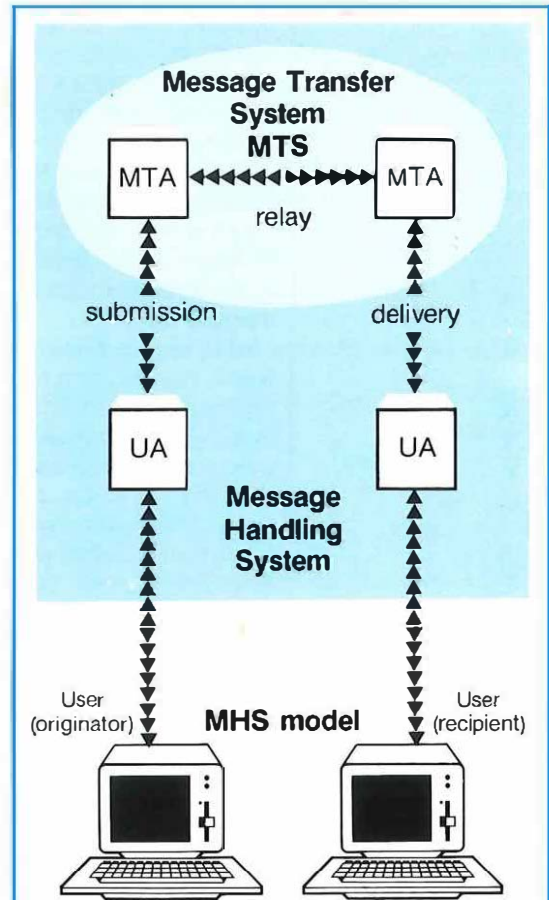 Message Transfer
System
MTS
MTA
MTA
relay
submission
delivery
UA
UA
Message
Handling
System
User
(originator)
MHS model
User
(recipient)